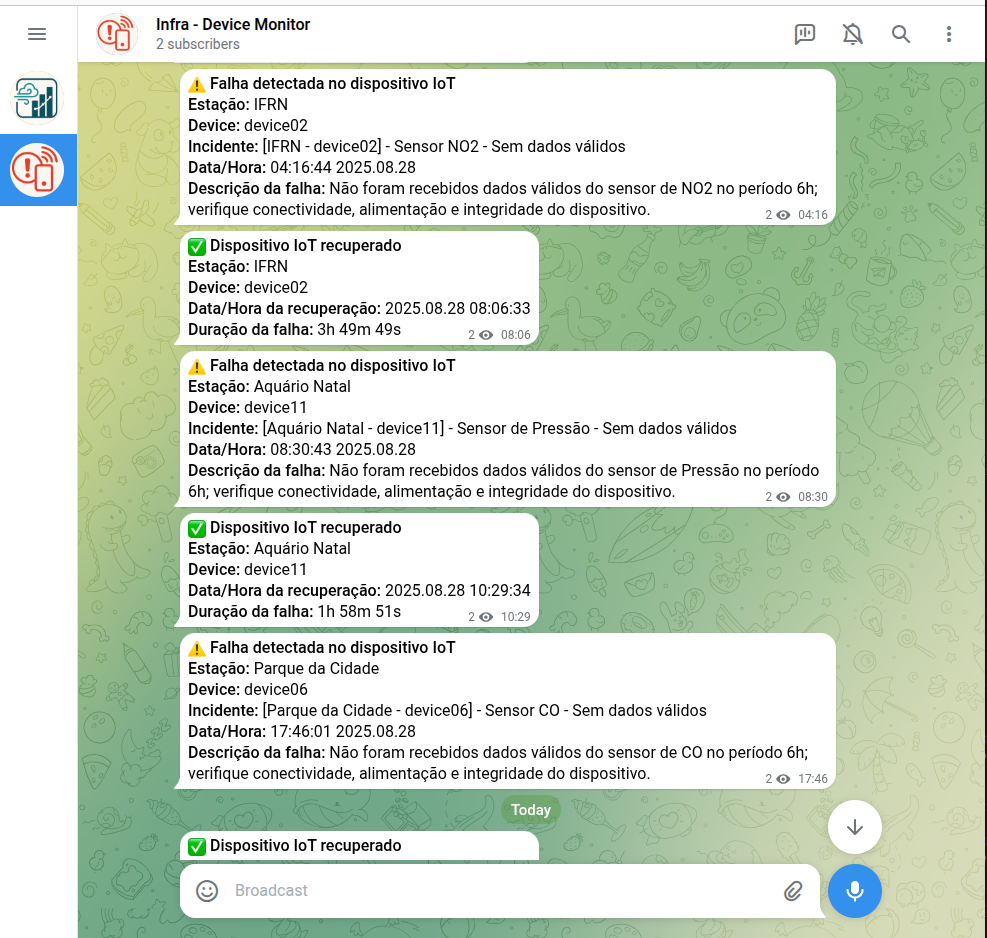 Infra - Device Monitor
2 subscribers
⚠️ Falha detectada no dispositivo IoT
Estação: IFRN
Device: device02
Incidente: [IFRN - device02] - Sensor NO2 - Sem dados válidos
Data/Hora: 04:16:44 2025.08.28
Descrição da falha: Não foram recebidos dados válidos do sensor de NO2 no período 6h;
verifique conectividade, alimentação e integridade do dispositivo.
2 04:16
✅ Dispositivo IoT recuperado
Estação: IFRN
Device: device02
Data/Hora da recuperação: 2025.08.28 08:06:33
Duração da falha: 3h 49m 49s
2 08:06
⚠️ Falha detectada no dispositivo IoT
Estação: Aquário Natal
Device: device11
Incidente: [Aquário Natal - device11] - Sensor de Pressão - Sem dados válidos
Data/Hora: 08:30:43 2025.08.28
Descrição da falha: Não foram recebidos dados válidos do sensor de Pressão no período
6h; verifique conectividade, alimentação e integridade do dispositivo.
2 08:30
✅ Dispositivo IoT recuperado
Estação: Aquário Natal
Device: device11
Data/Hora da recuperação: 2025.08.28 10:29:34
Duração da falha: 1h 58m 51s
2 10:29
⚠️ Falha detectada no dispositivo IoT
Estação: Parque da Cidade
Device: device06
Incidente: [Parque da Cidade - device06] - Sensor CO - Sem dados válidos
Data/Hora: 17:46:01 2025.08.28
Descrição da falha: Não foram recebidos dados válidos do sensor de CO no período 6h;
verifique conectividade, alimentação e integridade do dispositivo.
2 17:46
Today
✅ Dispositivo IoT recuperado
Broadcast